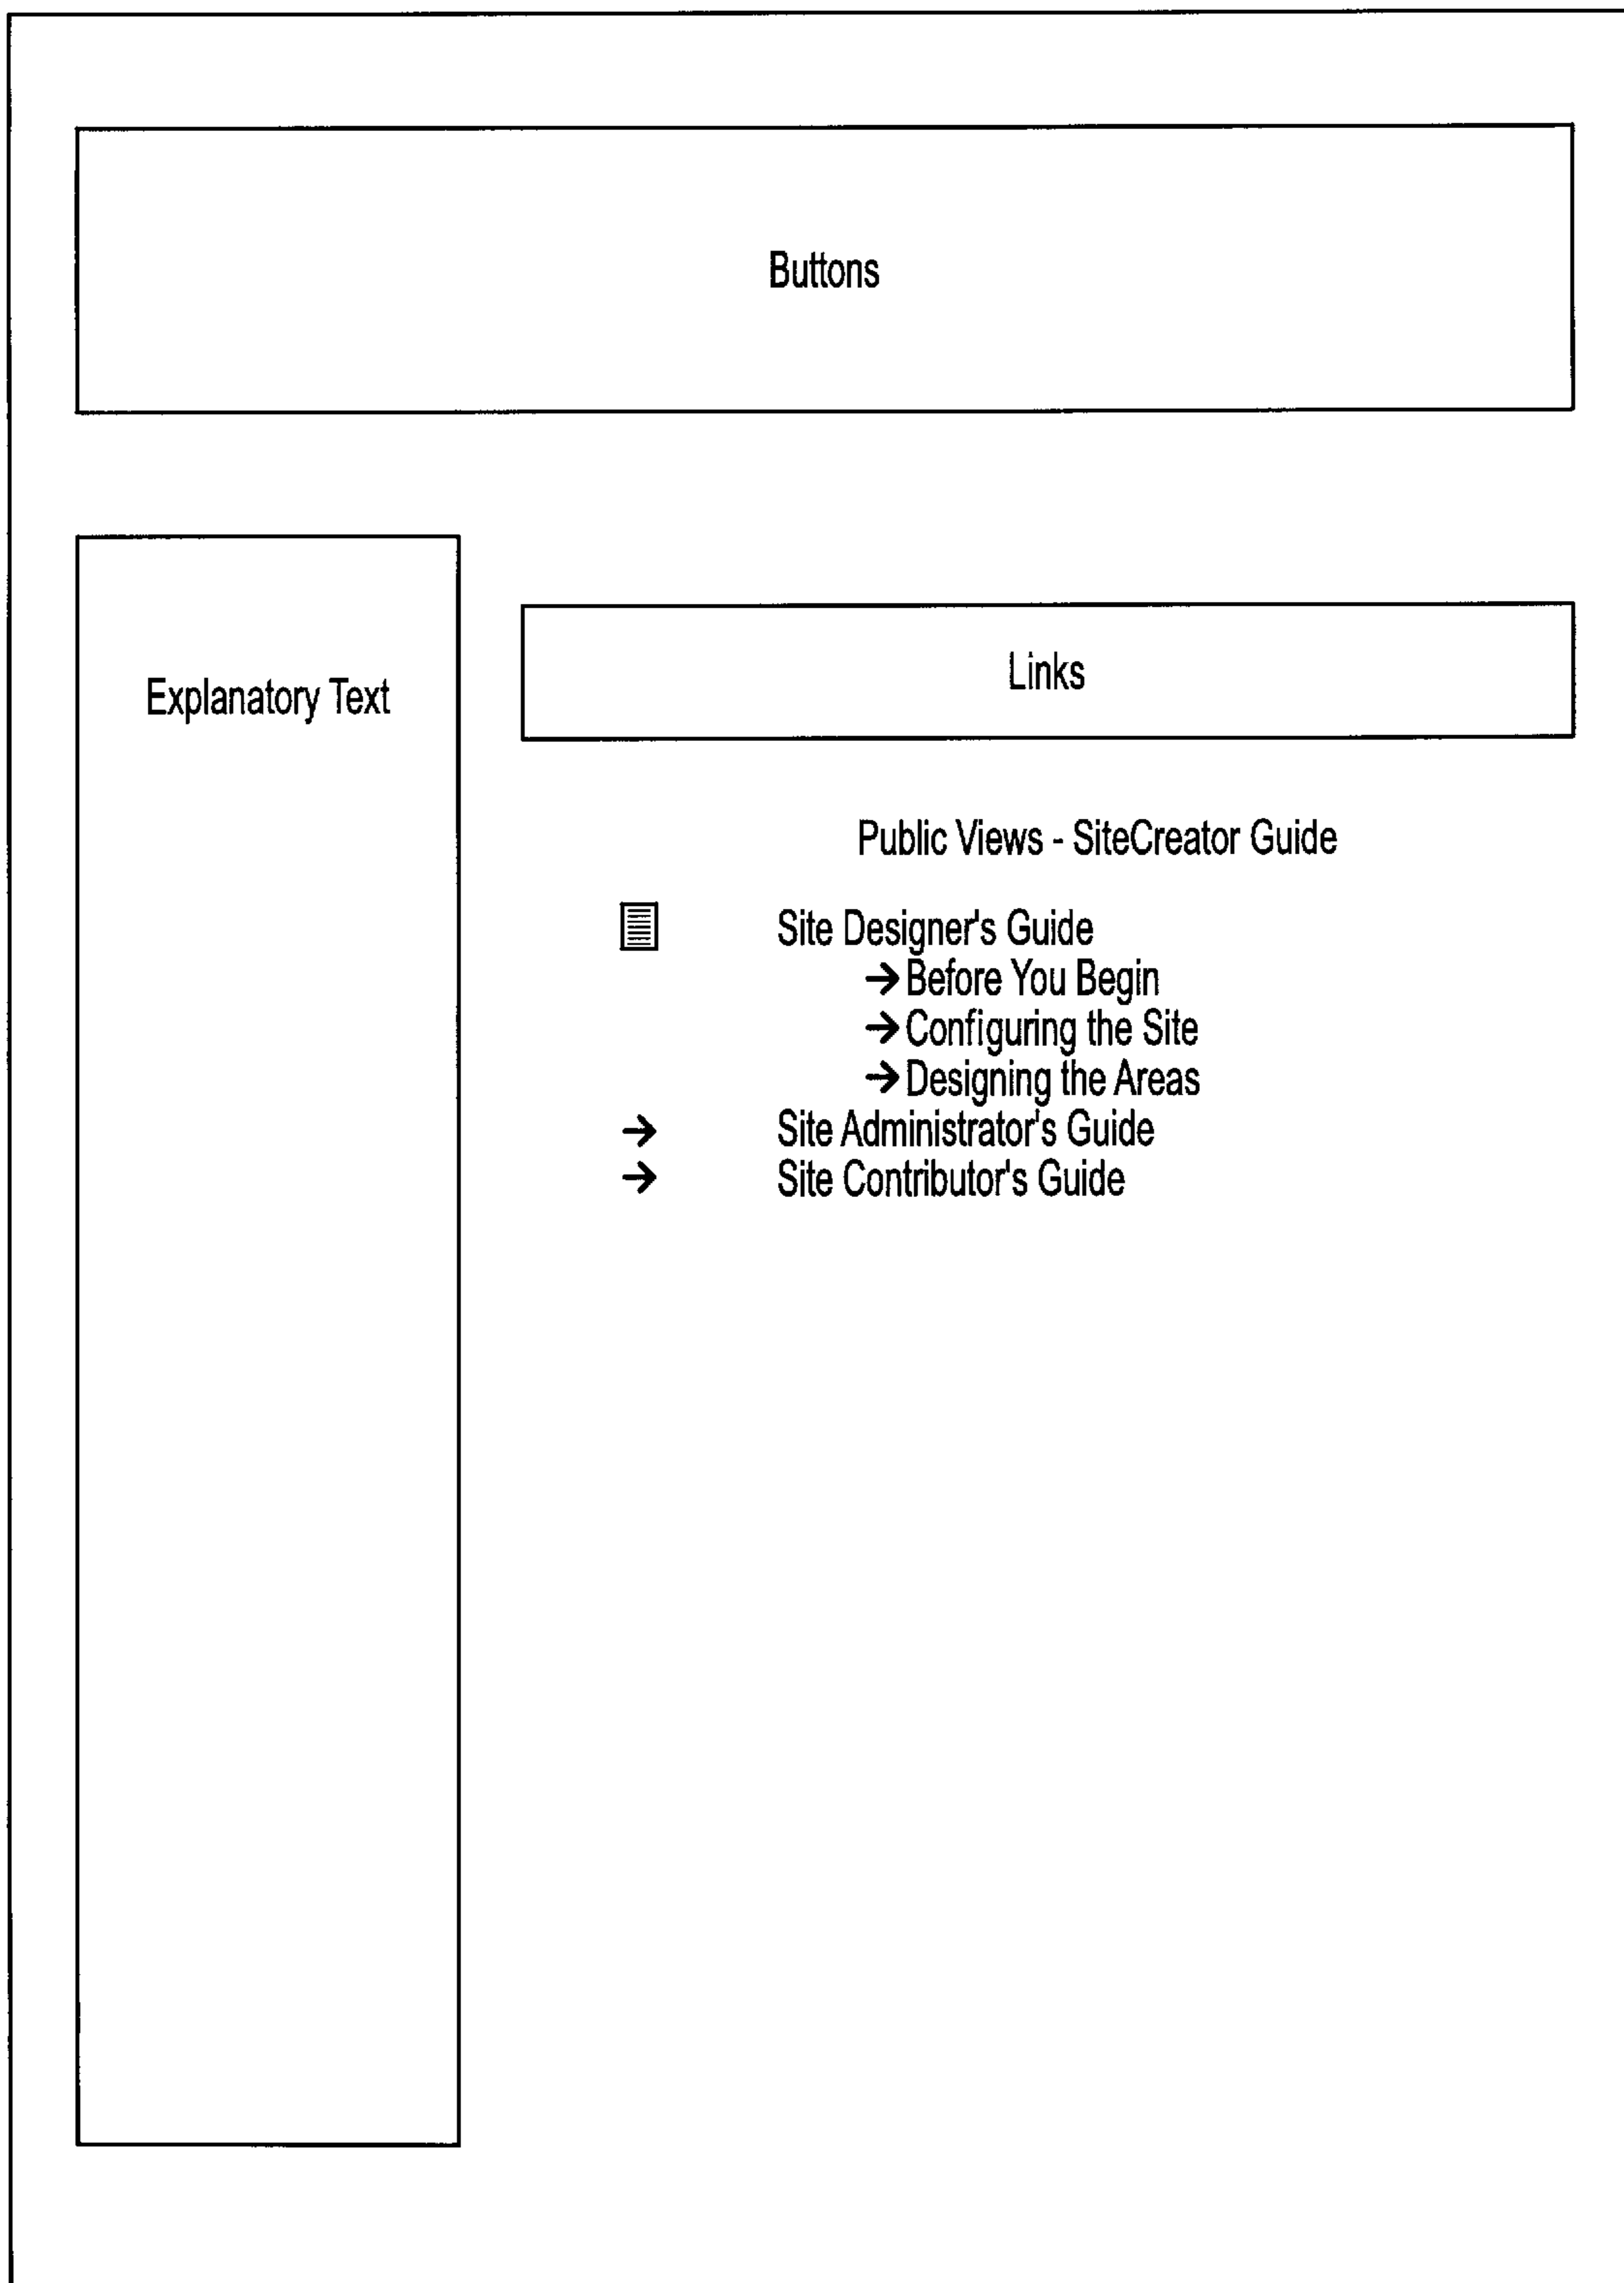 Buttons
Explanatory Text
Links
Public Views - SiteCreator Guide
Site Designer's Guide
→Before You Begin
→Configuring the Site
→Designing the Areas
→ Site Administrator's Guide
→ Site Contributor's Guide